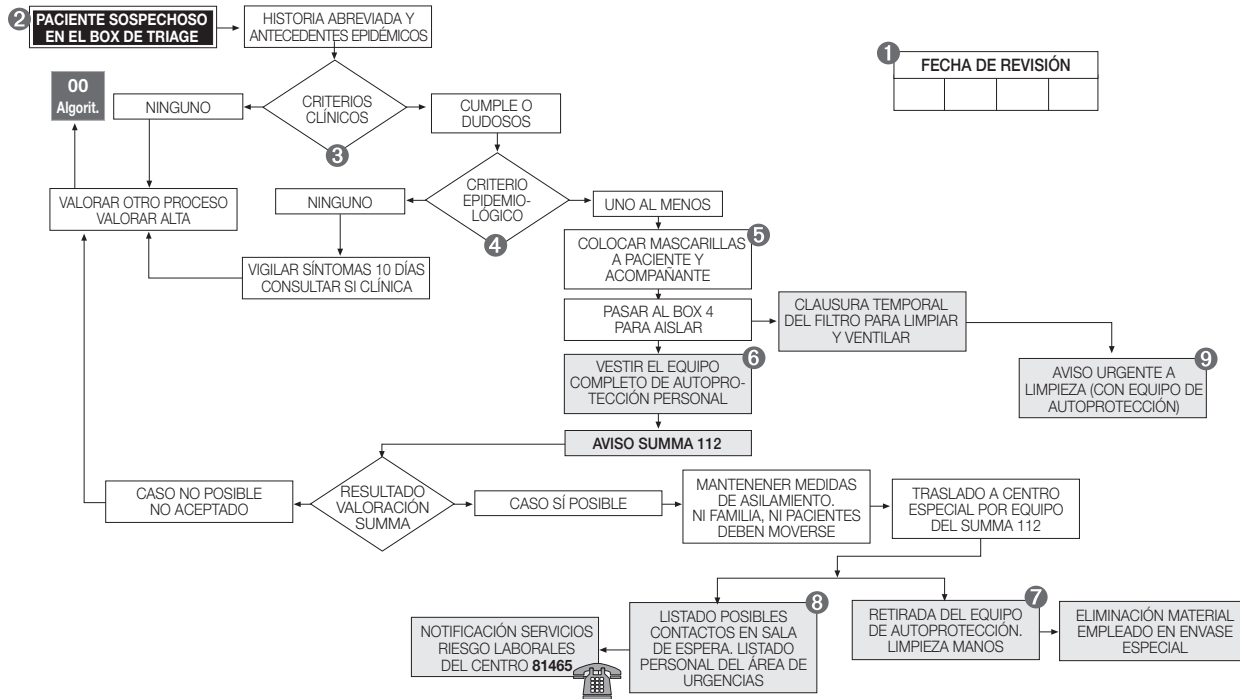 2
PACIENTE SOSPECHOSO
EN EL BOX DE TRIAGE
HISTORIA ABREVIADA Y
ANTECEDENTES EPIDÉMICOS
1
FECHA DE REVISIÓN
00
Algorit.
NINGUNO
CRITERIOS
CLÍNICOS
3
CUMPLE O
DUDOSOS
VALORAR OTRO PROCESO
VALORAR ALTA
NINGUNO
CRITERIO
EPIDEMIO-
LÓGICO
4
UNO AL MENOS
VIGILAR SÍNTOMAS 10 DÍAS
CONSULTAR SI CLÍNICA
5
COLOCAR MASCARILLAS
A PACIENTE Y
ACOMPAÑANTE
PASAR AL BOX 4
PARA AISLAR
CLAUSURA TEMPORAL
DEL FILTRO PARA LIMPIAR
Y VENTILAR
6
VESTIR EL EQUIPO
COMPLETO DE AUTOPRO-
TECCIÓN PERSONAL
9
AVISO URGENTE A
LIMPIEZA (CON EQUIPO DE
AUTOPROTECCIÓN)
AVISO SUMMA 112
CASO NO POSIBLE
NO ACEPTADO
RESULTADO
VALORACIÓN
SUMMA
CASO SÍ POSIBLE
MANTENENER MEDIDAS
DE ASILAMIENTO.
NI FAMILIA, NI PACIENTES
DEBEN MOVERSE
TRASLADO A CENTRO
ESPECIAL POR EQUIPO
DEL SUMMA 112
NOTIFICACIÓN SERVICIOS
RIESGO LABORALES
DEL CENTRO 81465
8
LISTADO POSIBLES
CONTACTOS EN SALA
DE ESPERA. LISTADO
PERSONAL DEL ÁREA DE
URGENCIAS
7
RETIRADA DEL EQUIPO
DE AUTOPROTECCIÓN.
LIMPIEZA MANOS
ELIMINACIÓN MATERIAL
EMPLEADO EN ENVASE
ESPECIAL